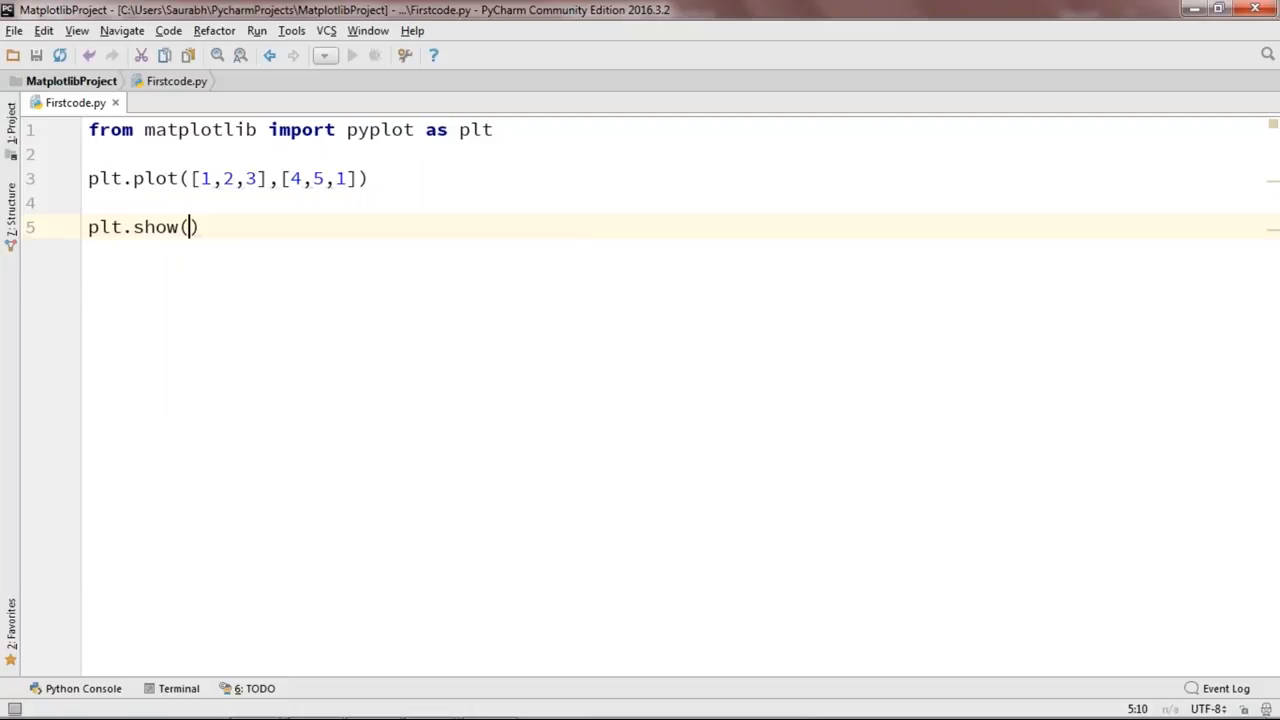 MatplotlibProject - [C:\Users\Saurabh\PycharmProjects\MatplotlibProject] - ...\Firstcode.py - PyCharm Community Edition 2016.3.2
File Edit View Navigate Code Refactor Run Tools VCS Window Help
MatplotlibProject Firstcode.py
Firstcode.py
1: Project
Z: Structure
2: Favorites
1 from matplotlib import pyplot as plt
2
3 plt.plot([1,2,3],[4,5,1])
4
5 plt.show()
Python Console Terminal 6: TODO Event Log
5:10 n/a UTF-8